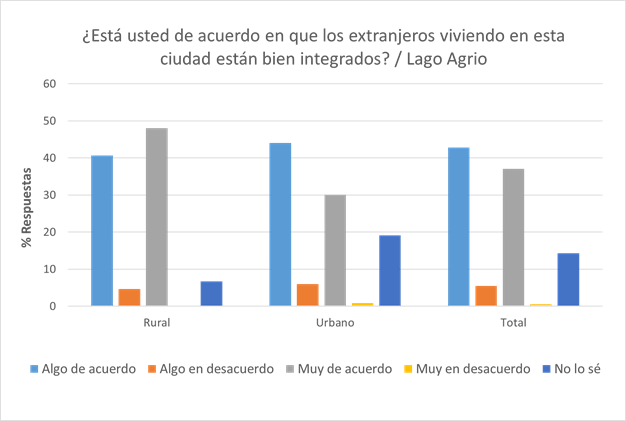 ¿Está usted de acuerdo en que los extranjeros viviendo en esta
ciudad están bien integrados? / Lago Agrio
60
50
40
30
20
10
0
% Respuestas
Rural Urbano Total
Algo de acuerdo Algo en desacuerdo Muy de acuerdo Muy en desacuerdo No lo sé